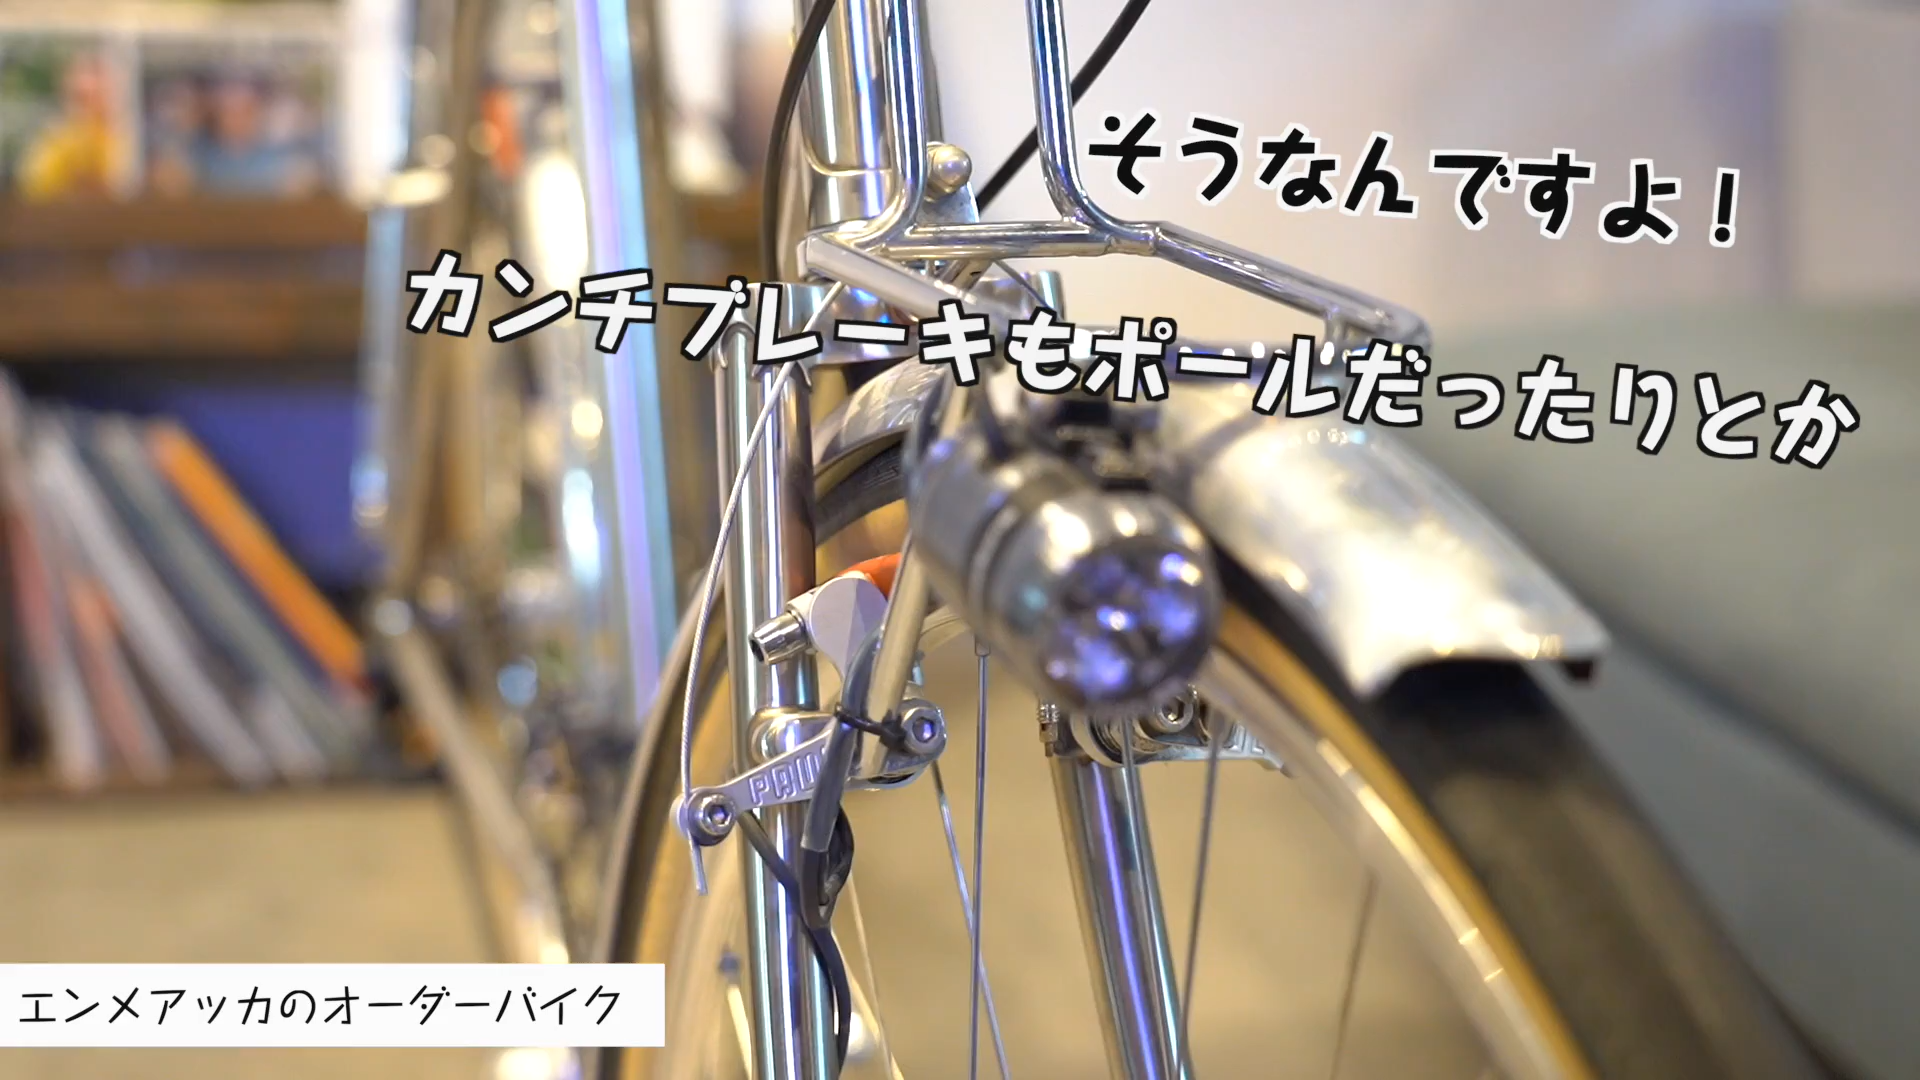 そうなんですよ！
カンチブレーキもポールだったりとか
PAUL
エンメアッカのオーダーバイク